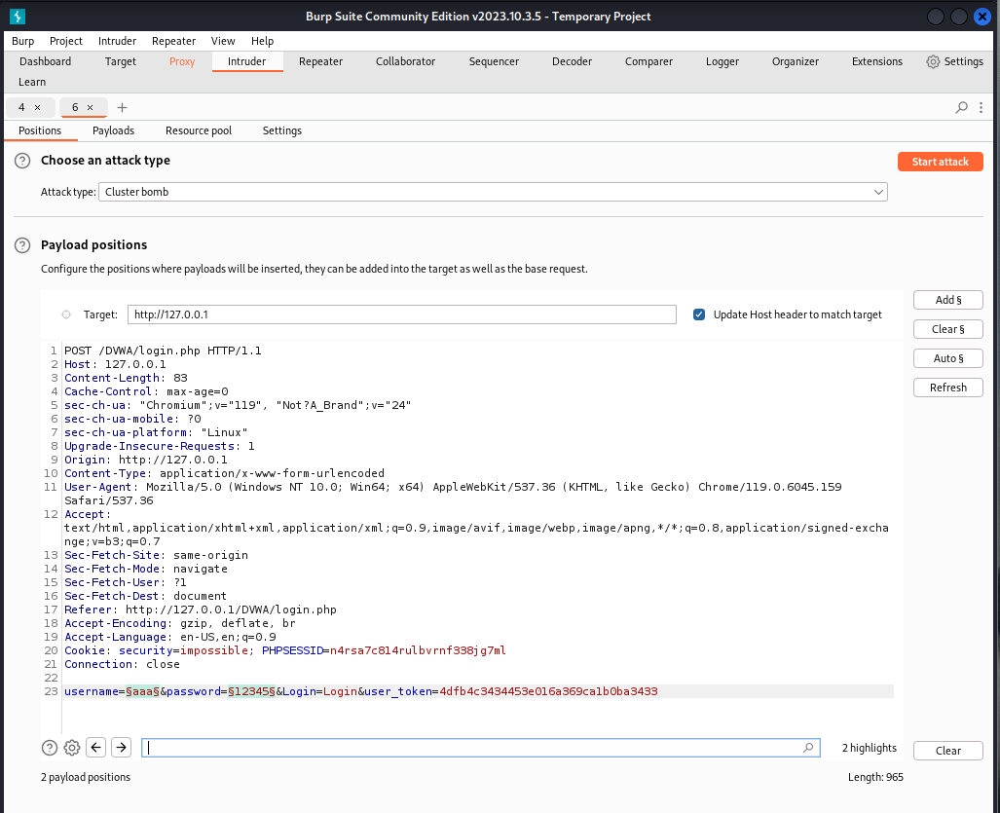 Burp Suite Community Edition v2023.10.3.5 - Temporary Project
Burp Project Intruder Repeater View Help
Dashboard Target Proxy Intruder Repeater Collaborator Sequencer Decoder Comparer Logger Organizer Extensions Settings
Learn
4 × 6 × +
Positions Payloads Resource pool Settings
? Choose an attack type Start attack
Attack type: Cluster bomb
? Payload positions
Configure the positions where payloads will be inserted, they can be added into the target as well as the base request.
Add §
Target: http://127.0.0.1 Update Host header to match target
Clear §
Auto §
Refresh
1 POST /DVWA/login.php HTTP/1.1
2 Host: 127.0.0.1
3 Content-Length: 83
4 Cache-Control: max-age=0
5 sec-ch-ua: "Chromium";v="119", "Not?A_Brand";v="24"
6 sec-ch-ua-mobile: ?0
7 sec-ch-ua-platform: "Linux"
8 Upgrade-Insecure-Requests: 1
9 Origin: http://127.0.0.1
10 Content-Type: application/x-www-form-urlencoded
11 User-Agent: Mozilla/5.0 (Windows NT 10.0; Win64; x64) AppleWebKit/537.36 (KHTML, like Gecko) Chrome/119.0.6045.159
Safari/537.36
12 Accept:
text/html,application/xhtml+xml,application/xml;q=0.9,image/avif,image/webp,image/apng,*/*;q=0.8,application/signed-excha
nge;v=b3;q=0.7
13 Sec-Fetch-Site: same-origin
14 Sec-Fetch-Mode: navigate
15 Sec-Fetch-User: ?1
16 Sec-Fetch-Dest: document
17 Referer: http://127.0.0.1/DVWA/login.php
18 Accept-Encoding: gzip, deflate, br
19 Accept-Language: en-US,en;q=0.9
20 Cookie: security=impossible; PHPSESSID=n4rsa7c814rulbvrnf338jg7ml
21 Connection: close
22
23 username=§aaa§&password=§12345§&Login=Login&user_token=4dfb4c3434453e016a369ca1b0ba3433
? 2 highlights Clear
2 payload positions Length: 965